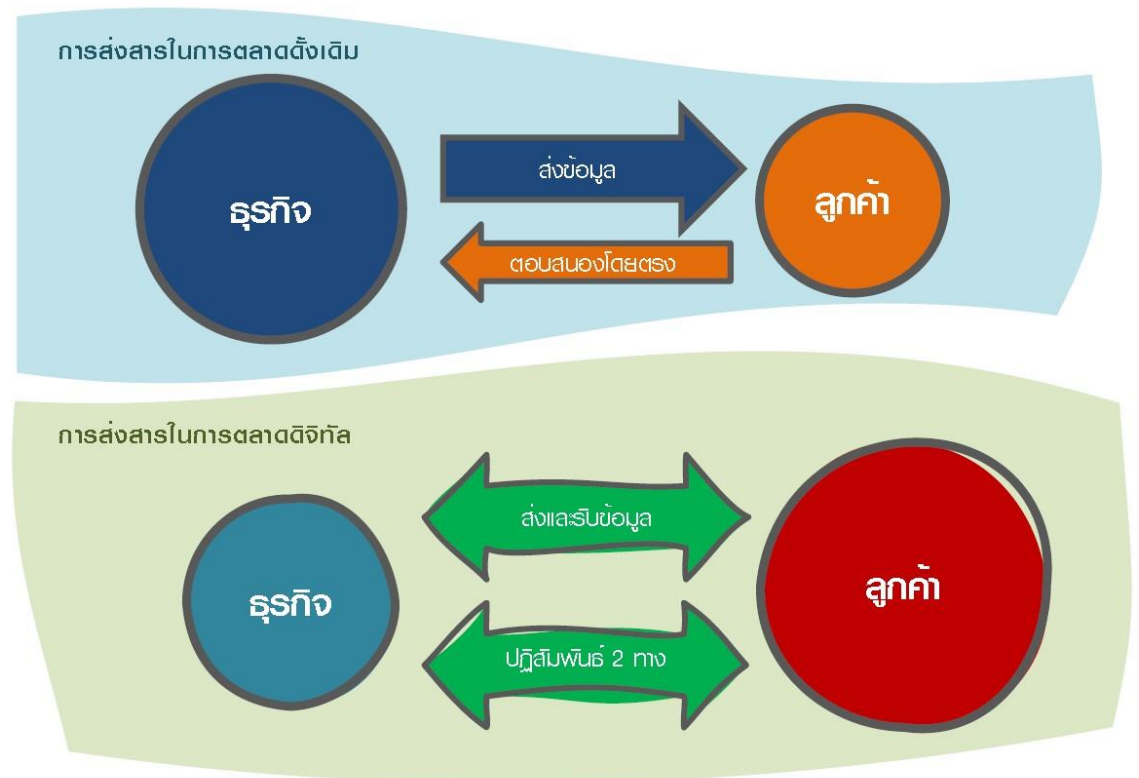 การส่งสารในการตลาดดั้งเดิม
ธุรกิจ
ส่งข้อมูล
ลูกค้า
ตอบสนองโดยตรง
การส่งสารในการตลาดดิจิทัล
ส่งและรับข้อมูล
ธุรกิจ
ลูกค้า
ปฏิสัมพันธ์ 2 ทาง